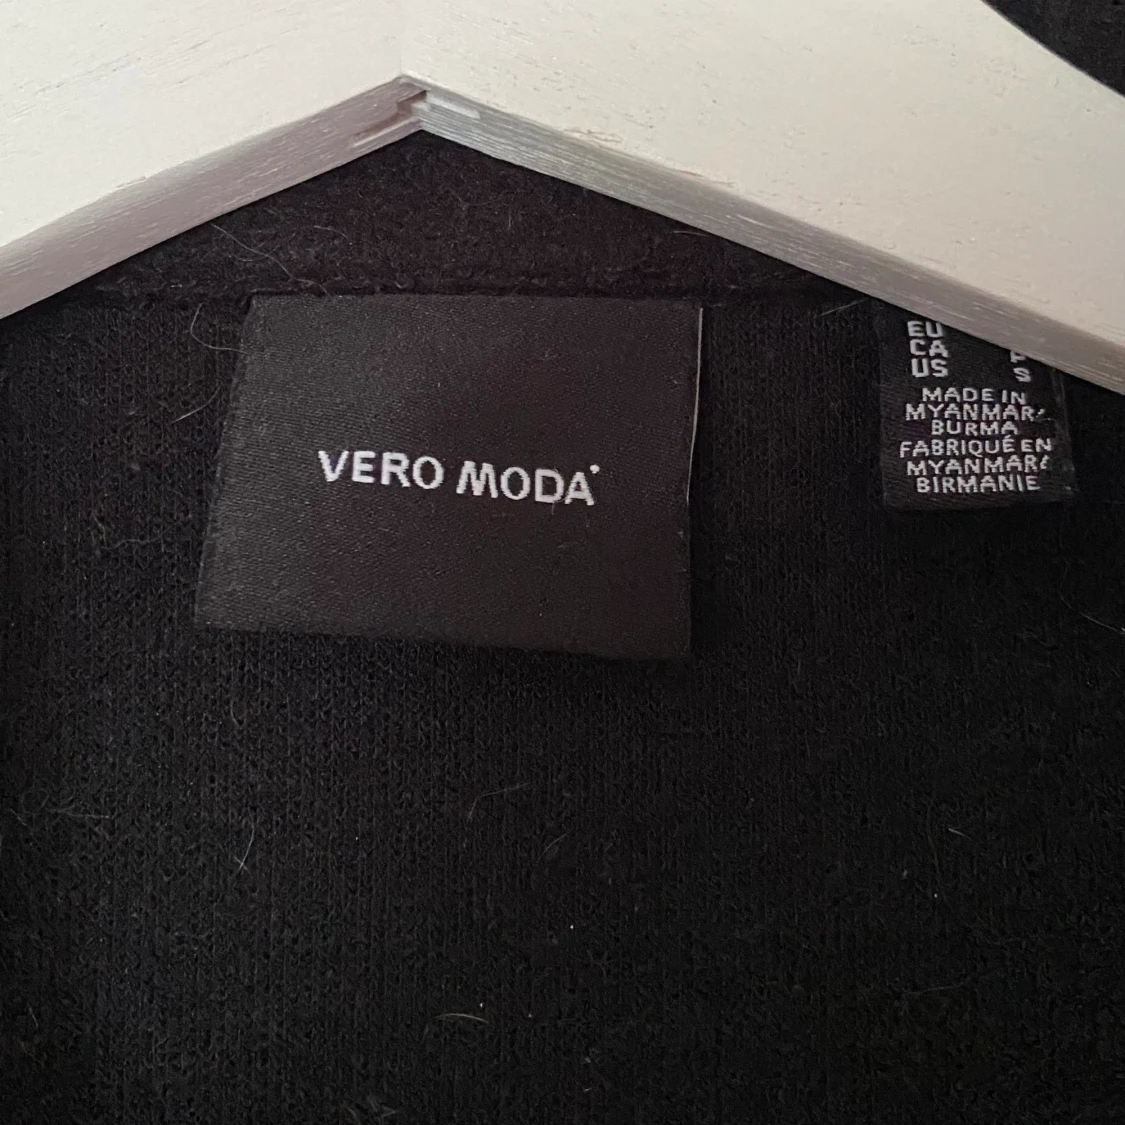 VERO MODA
EU
CA P
US S
MADE IN
MYANMAR/
BURMA
FABRIQUÉ EN
MYANMAR/
BIRMANIE